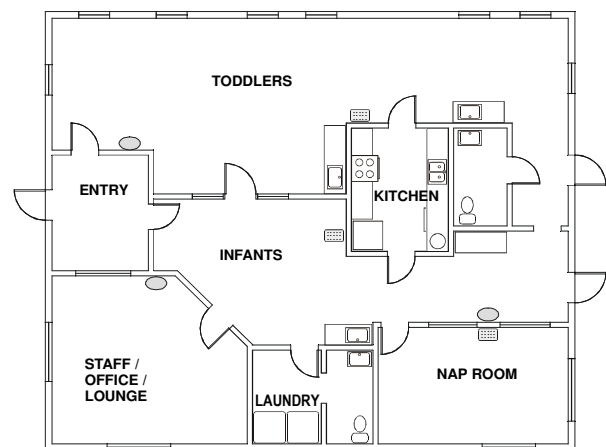 TODDLERS
ENTRY
KITCHEN
INFANTS
STAFF /
OFFICE /
LOUNGE
LAUNDRY
NAP ROOM